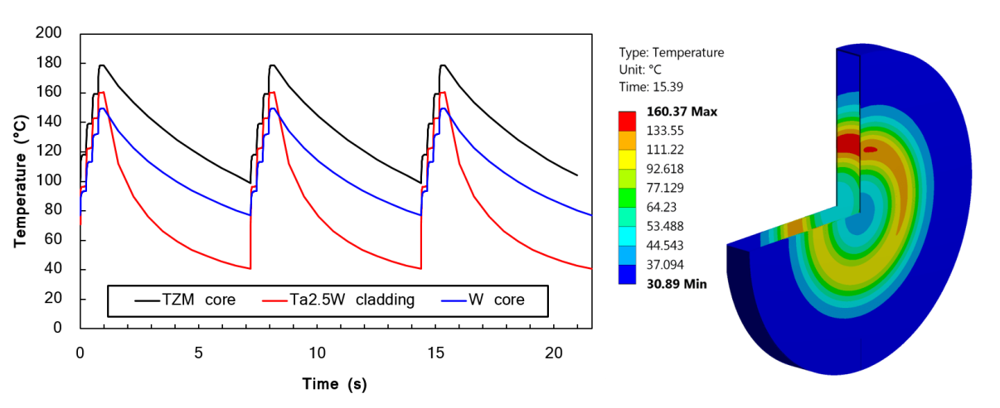 200
180
160
140
120
100
80
60
40
20
0
Temperature (°C)
TZM core
Ta2.5W cladding
W core
0
5
10
15
20
Time (s)
Type: Temperature
Unit: °C
Time: 15.39
160.37 Max
133.55
111.22
92.618
77.129
64.23
53.488
44.543
37.094
30.89 Min